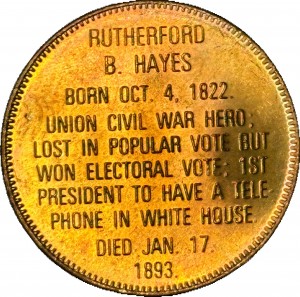 RUTHERFORD
B. HAYES
BORN OCT. 4, 1822.
UNION CIVIL WAR HERO;
LOST IN POPULAR VOTE BUT
WON ELECTORAL VOTE; 1ST
PRESIDENT TO HAVE A TELE-
PHONE IN WHITE HOUSE.
DIED JAN. 17
1893.